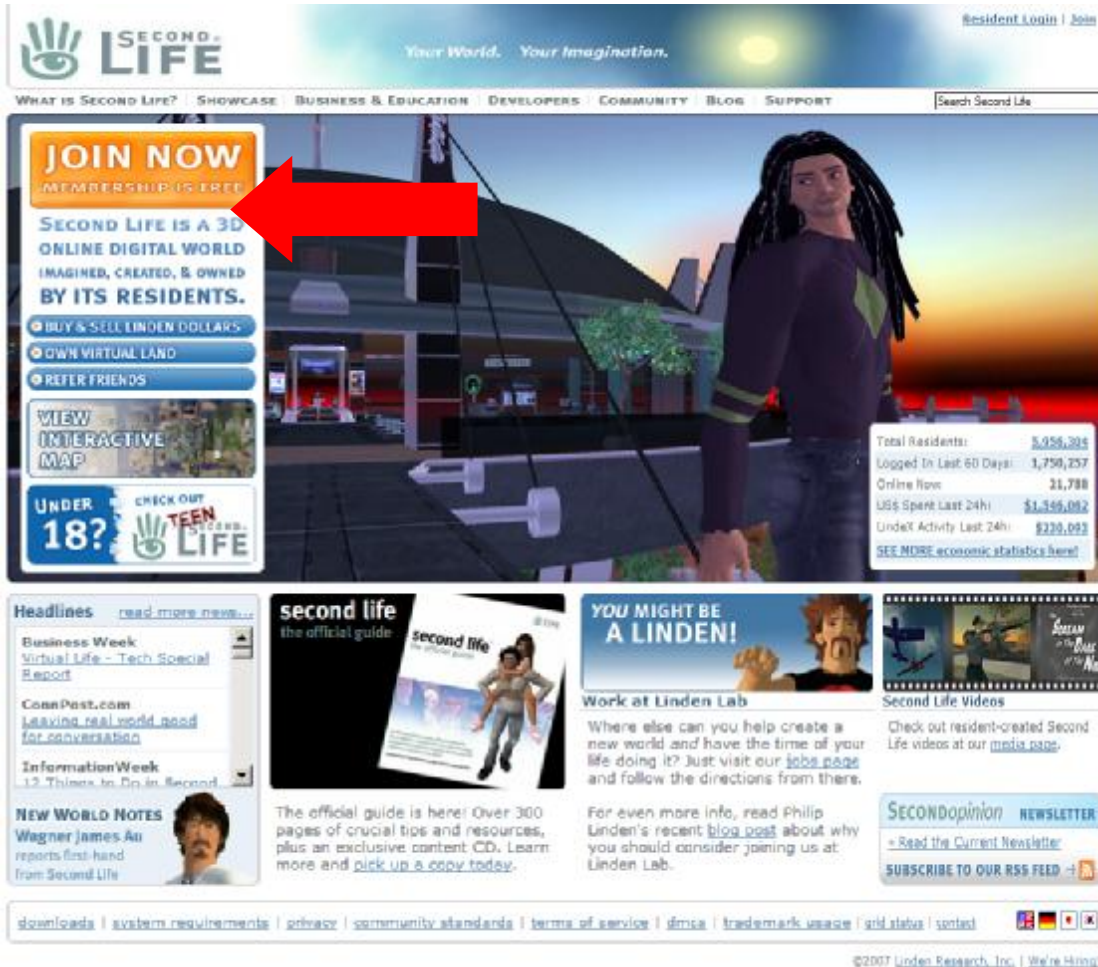 Resident Login | Join
SECOND
LIFE
Your World. Your Imagination.
WHAT IS SECOND LIFE? SHOWCASE BUSINESS & EDUCATION DEVELOPERS COMMUNITY BLOG SUPPORT
Search Second Life
JOIN NOW
MEMBERSHIP IS FREE
SECOND LIFE IS A 3D
ONLINE DIGITAL WORLD
IMAGINED, CREATED, & OWNED
BY ITS RESIDENTS.
BUY & SELL LINDEN DOLLARS
OWN VIRTUAL LAND
REFER FRIENDS
VIEW
INTERACTIVE
MAP
UNDER
18?
CHECK OUT
TEEN
SECOND
LIFE
Total Residents: 5,956,304
Logged In Last 60 Days: 1,750,257
Online Now: 21,788
US$ Spent Last 24h: $1,546,062
LindeX Activity Last 24h: $230,003
SEE MORE economic statistics here!
Headlines read more news...
Business Week
Virtual Life - Tech Special
Report
ConnPost.com
Leaving real world good
for conversation
InformationWeek
12 Things to Do in Second
NEW WORLD NOTES
Wagner James Au
reports first-hand
from Second Life
second life
the official guide
second life
the official guide
The official guide is here! Over 300
pages of crucial tips and resources,
plus an exclusive content CD. Learn
more and pick up a copy today.
YOU MIGHT BE
A LINDEN!
Work at Linden Lab
Where else can you help create a
new world and have the time of your
life doing it? Just visit our jobs page
and follow the directions from there.
For even more info, read Philip
Linden's recent blog post about why
you should consider joining us at
Linden Lab.
Second Life Videos
Check out resident-created Second
Life videos at our media page.
SECONDopinion NEWSLETTER
» Read the Current Newsletter
SUBSCRIBE TO OUR RSS FEED
downloads | system requirements | privacy | community standards | terms of service | dmca | trademark usage | grid status | contact
©2007 Linden Research, Inc. | We're Hiring